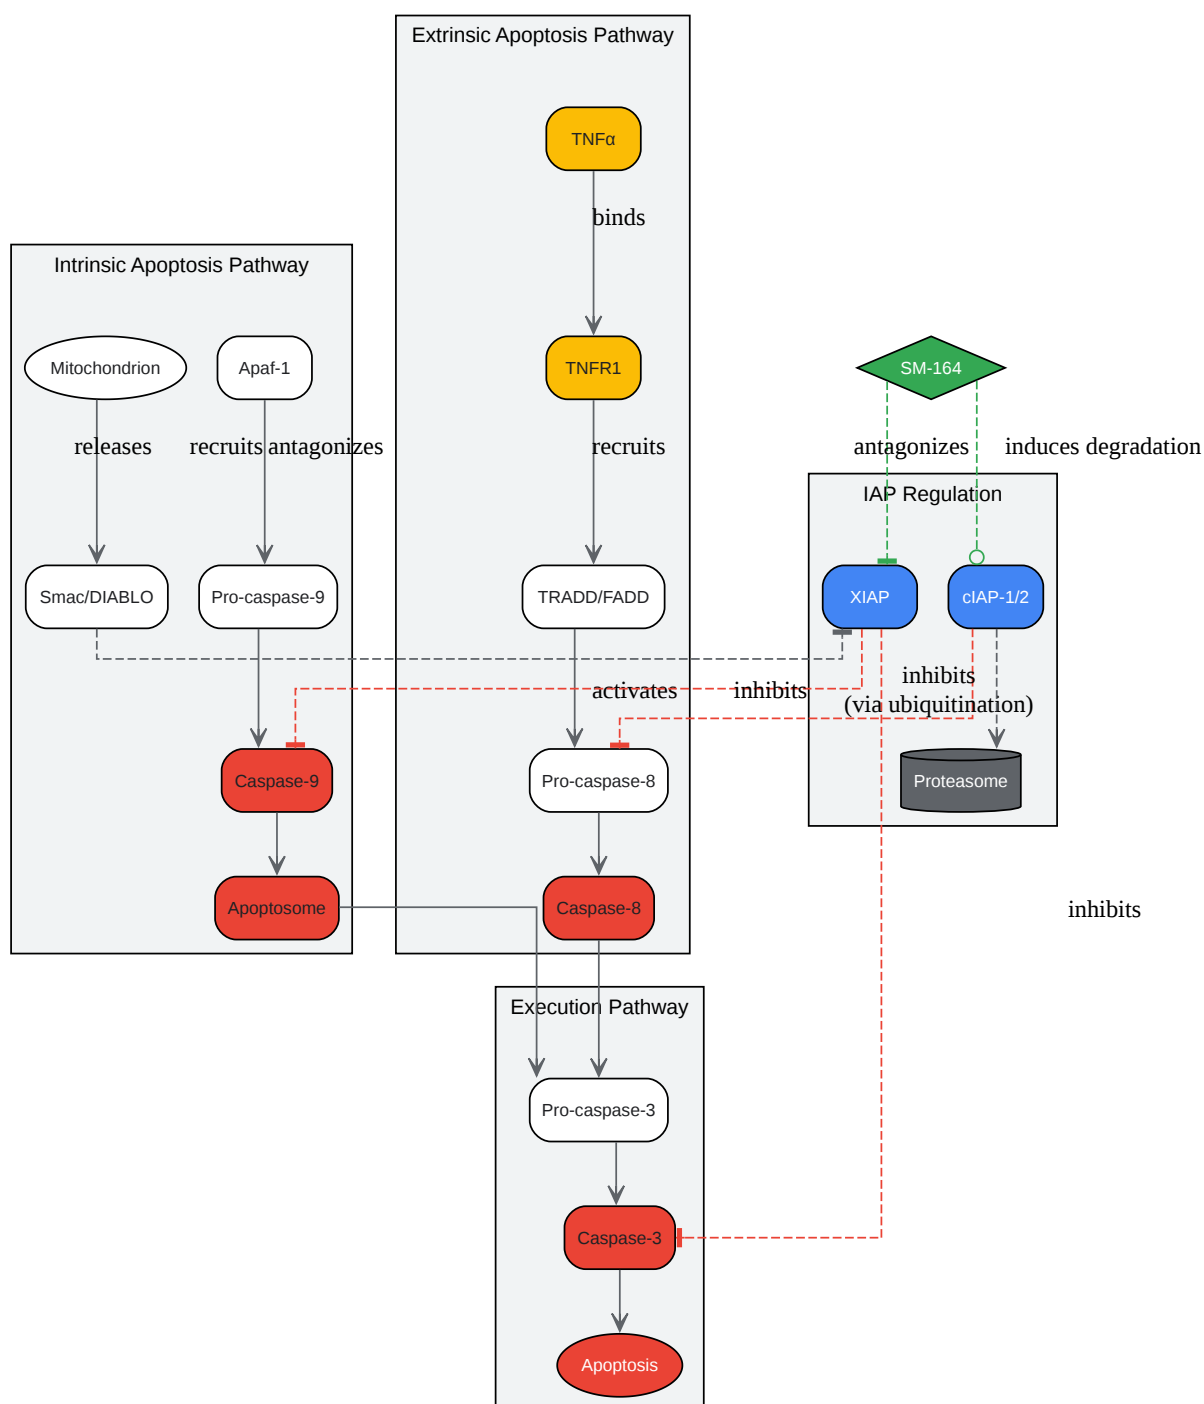 Extrinsic Apoptosis Pathway
TNFα
binds
Intrinsic Apoptosis Pathway
Mitochondrion
Apaf-1
TNFR1
SM-164
releases
recruits
antagonizes
recruits
antagonizes
induces degradation
IAP Regulation
Smac/DIABLO
Pro-caspase-9
TRADD/FADD
XIAP
cIAP-1/2
activates
inhibits
inhibits
(via ubiquitination)
Caspase-9
Pro-caspase-8
Proteasome
Apoptosome
Caspase-8
inhibits
Execution Pathway
Pro-caspase-3
Caspase-3
Apoptosis